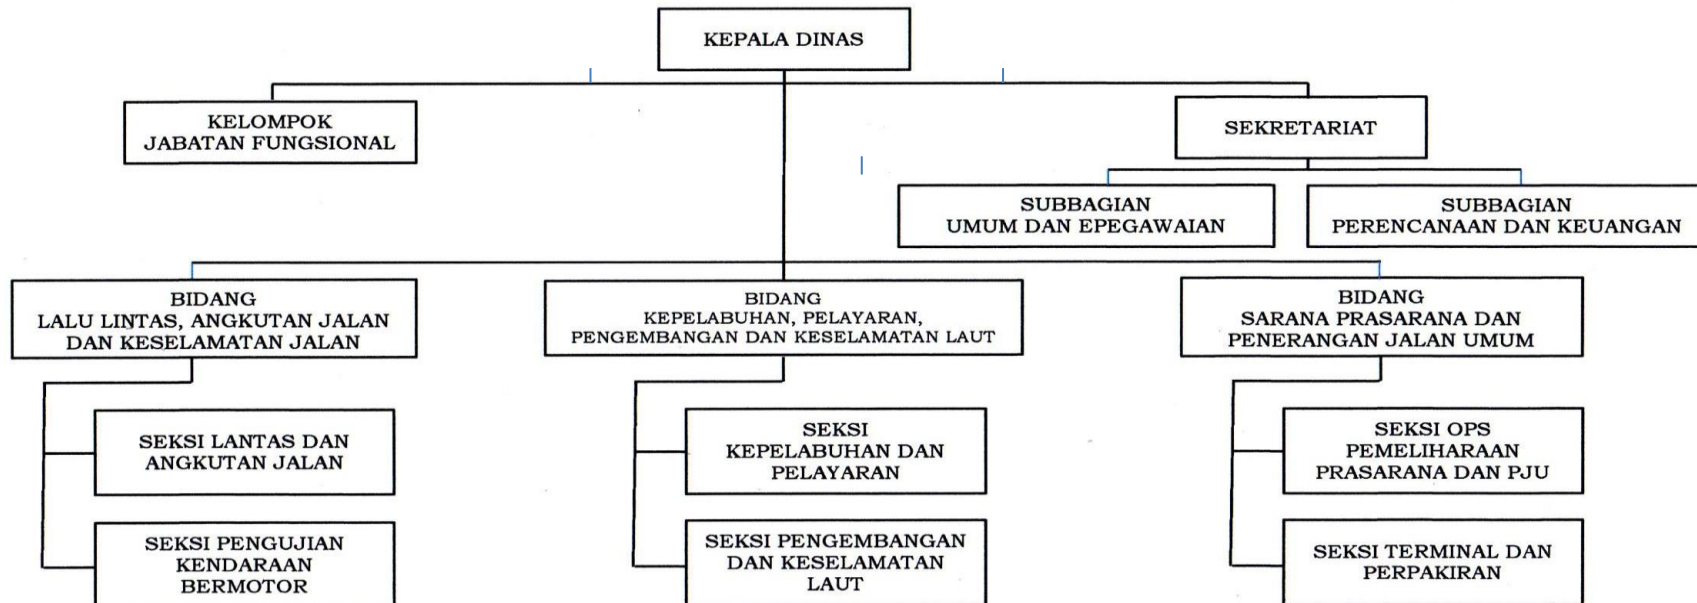 KEPALA DINAS
KELOMPOK
JABATAN FUNGSIONAL
SEKRETARIAT
SUBBAGIAN
UMUM DAN EPEGAWAIAN
SUBBAGIAN
PERENCANAAN DAN KEUANGAN
BIDANG
LALU LINTAS, ANGKUTAN JALAN
DAN KESELAMATAN JALAN
BIDANG
KEPELABUHAN, PELAYARAN,
PENGEMBANGAN DAN KESELAMATAN LAUT
BIDANG
SARANA PRASARANA DAN
PENERANGAN JALAN UMUM
SEKSI LANTAS DAN
ANGKUTAN JALAN
SEKSI
KEPELABUHAN DAN
PELAYARAN
SEKSI OPS
PEMELIHARAAN
PRASARANA DAN PJU
SEKSI PENGUJIAN
KENDARAAN
BERMOTOR
SEKSI PENGEMBANGAN
DAN KESELAMATAN
LAUT
SEKSI TERMINAL DAN
PERPAKIRAN